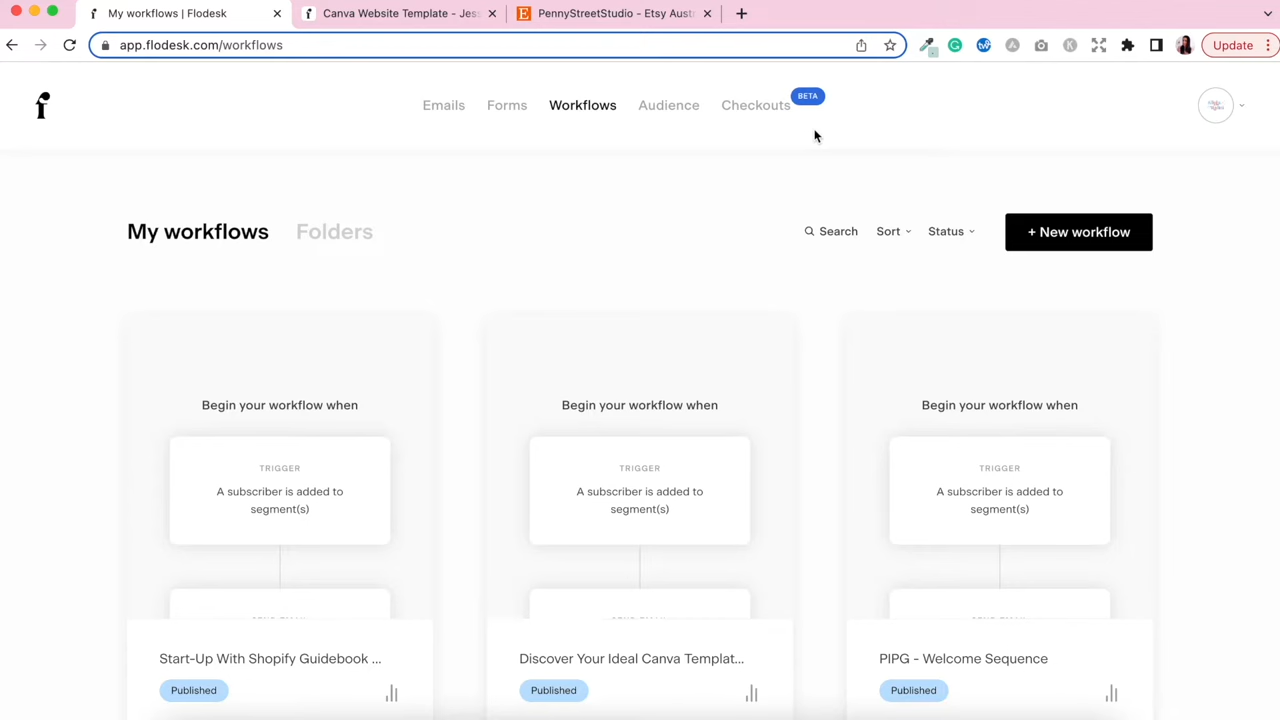 My workflows | Flodesk
Canva Website Template - Jess
PennyStreetStudio - Etsy Austr
app.flodesk.com/workflows
Update
Emails
Forms
Workflows
Audience
Checkouts
BETA
My workflows
Folders
Search
Sort
Status
+ New workflow
Begin your workflow when
TRIGGER
A subscriber is added to
segment(s)
Start-Up With Shopify Guidebook ...
Published
Begin your workflow when
TRIGGER
A subscriber is added to
segment(s)
Discover Your Ideal Canva Templat...
Published
Begin your workflow when
TRIGGER
A subscriber is added to
segment(s)
PIPG - Welcome Sequence
Published